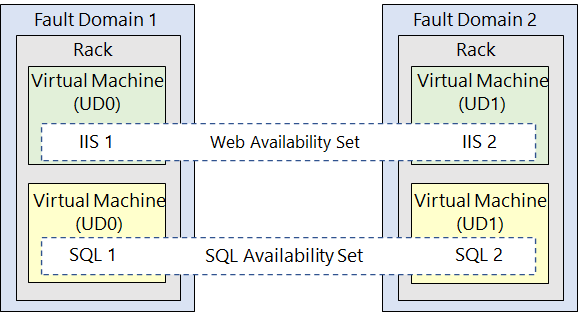 Fault Domain 1
Rack
Virtual Machine
(UD0)
IIS 1
Virtual Machine
(UD0)
SQL 1
Web Availability Set
SQL Availability Set
Fault Domain 2
Rack
Virtual Machine
(UD1)
IIS 2
Virtual Machine
(UD1)
SQL 2